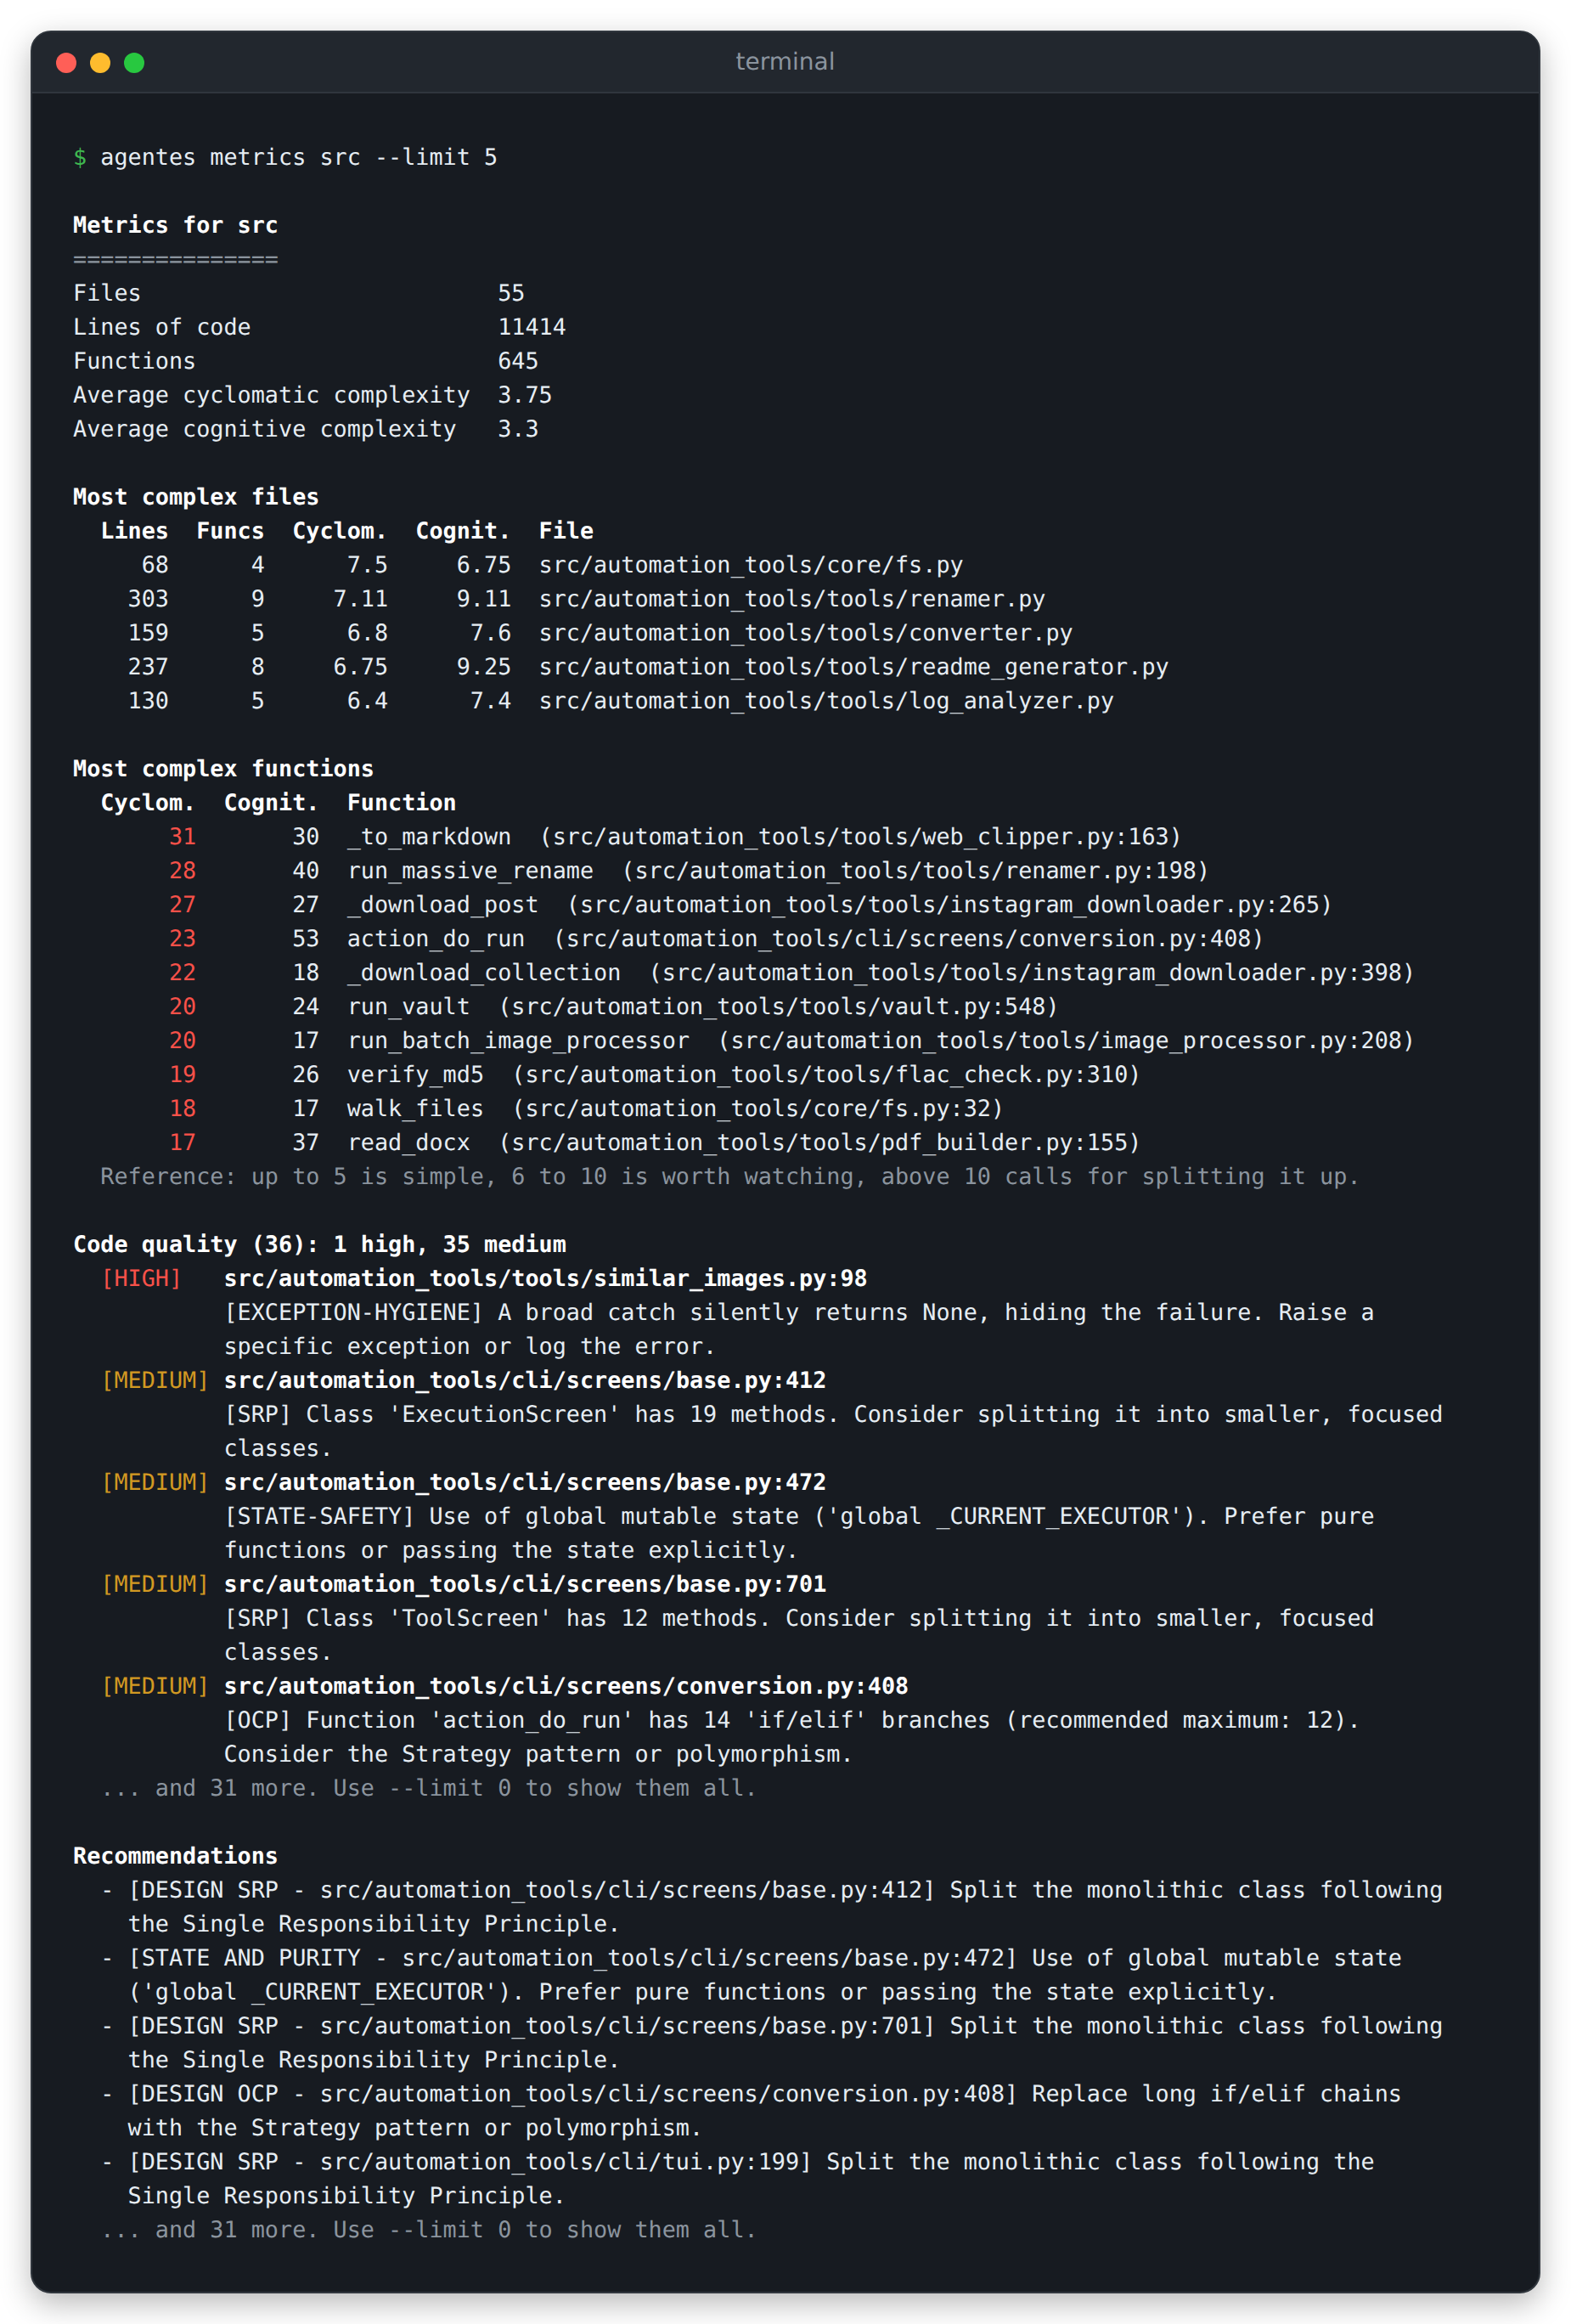 terminal
$ agentes metrics src --limit 5
Metrics for src
===============
Files                          55
Lines of code                  11414
Functions                      645
Average cyclomatic complexity  3.75
Average cognitive complexity   3.3
Most complex files
  Lines  Funcs  Cyclom.  Cognit.  File
     68      4      7.5     6.75  src/automation_tools/core/fs.py
    303      9     7.11     9.11  src/automation_tools/tools/renamer.py
    159      5      6.8      7.6  src/automation_tools/tools/converter.py
    237      8     6.75     9.25  src/automation_tools/tools/readme_generator.py
    130      5      6.4      7.4  src/automation_tools/tools/log_analyzer.py
Most complex functions
  Cyclom.  Cognit.  Function
       31       30  _to_markdown  (src/automation_tools/tools/web_clipper.py:163)
       28       40  run_massive_rename  (src/automation_tools/tools/renamer.py:198)
       27       27  _download_post  (src/automation_tools/tools/instagram_downloader.py:265)
       23       53  action_do_run  (src/automation_tools/cli/screens/conversion.py:408)
       22       18  _download_collection  (src/automation_tools/tools/instagram_downloader.py:398)
       20       24  run_vault  (src/automation_tools/tools/vault.py:548)
       20       17  run_batch_image_processor  (src/automation_tools/tools/image_processor.py:208)
       19       26  verify_md5  (src/automation_tools/tools/flac_check.py:310)
       18       17  walk_files  (src/automation_tools/core/fs.py:32)
       17       37  read_docx  (src/automation_tools/tools/pdf_builder.py:155)
  Reference: up to 5 is simple, 6 to 10 is worth watching, above 10 calls for splitting it up.
Code quality (36): 1 high, 35 medium
  [HIGH]   src/automation_tools/tools/similar_images.py:98
           [EXCEPTION-HYGIENE] A broad catch silently returns None, hiding the failure. Raise a
           specific exception or log the error.
  [MEDIUM] src/automation_tools/cli/screens/base.py:412
           [SRP] Class 'ExecutionScreen' has 19 methods. Consider splitting it into smaller, focused
           classes.
  [MEDIUM] src/automation_tools/cli/screens/base.py:472
           [STATE-SAFETY] Use of global mutable state ('global _CURRENT_EXECUTOR'). Prefer pure
           functions or passing the state explicitly.
  [MEDIUM] src/automation_tools/cli/screens/base.py:701
           [SRP] Class 'ToolScreen' has 12 methods. Consider splitting it into smaller, focused
           classes.
  [MEDIUM] src/automation_tools/cli/screens/conversion.py:408
           [OCP] Function 'action_do_run' has 14 'if/elif' branches (recommended maximum: 12).
           Consider the Strategy pattern or polymorphism.
  ... and 31 more. Use --limit 0 to show them all.
Recommendations
  - [DESIGN SRP - src/automation_tools/cli/screens/base.py:412] Split the monolithic class following
    the Single Responsibility Principle.
  - [STATE AND PURITY - src/automation_tools/cli/screens/base.py:472] Use of global mutable state
    ('global _CURRENT_EXECUTOR'). Prefer pure functions or passing the state explicitly.
  - [DESIGN SRP - src/automation_tools/cli/screens/base.py:701] Split the monolithic class following
    the Single Responsibility Principle.
  - [DESIGN OCP - src/automation_tools/cli/screens/conversion.py:408] Replace long if/elif chains
    with the Strategy pattern or polymorphism.
  - [DESIGN SRP - src/automation_tools/cli/tui.py:199] Split the monolithic class following the
    Single Responsibility Principle.
  ... and 31 more. Use --limit 0 to show them all.